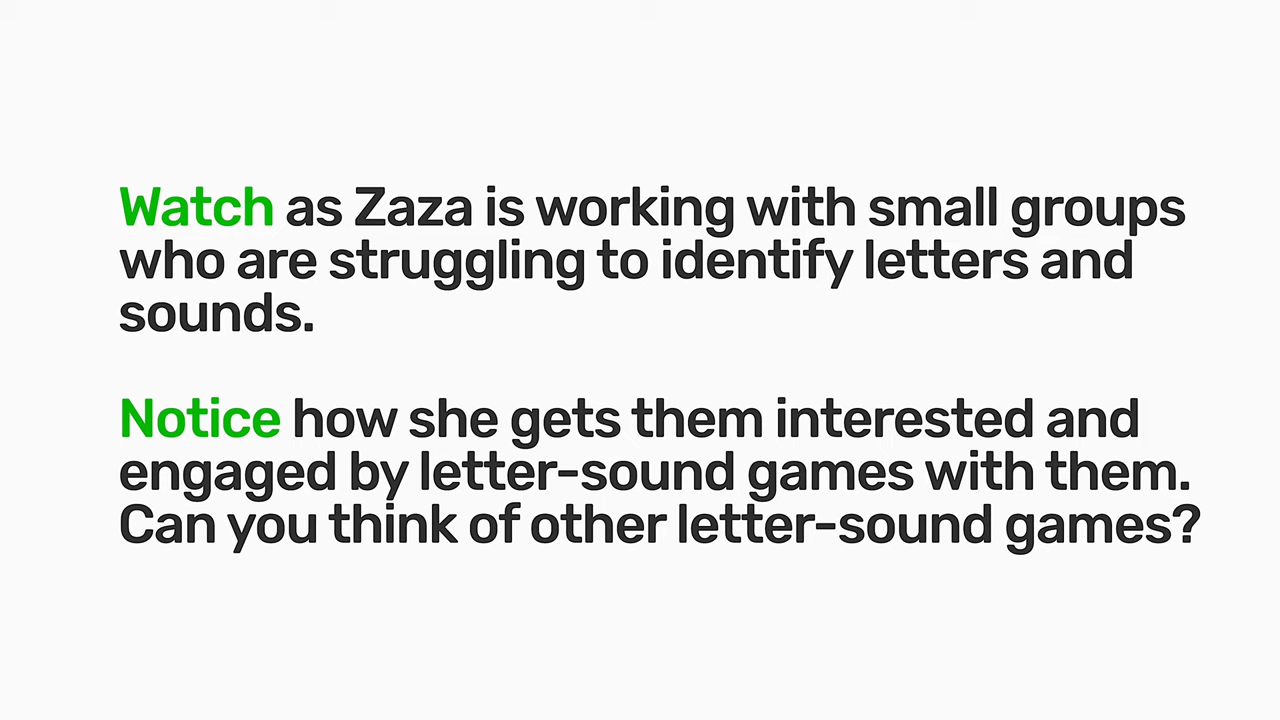 Watch as Zaza is working with small groups
who are struggling to identify letters and
sounds.
Notice how she gets them interested and
engaged by letter-sound games with them.
Can you think of other letter-sound games?